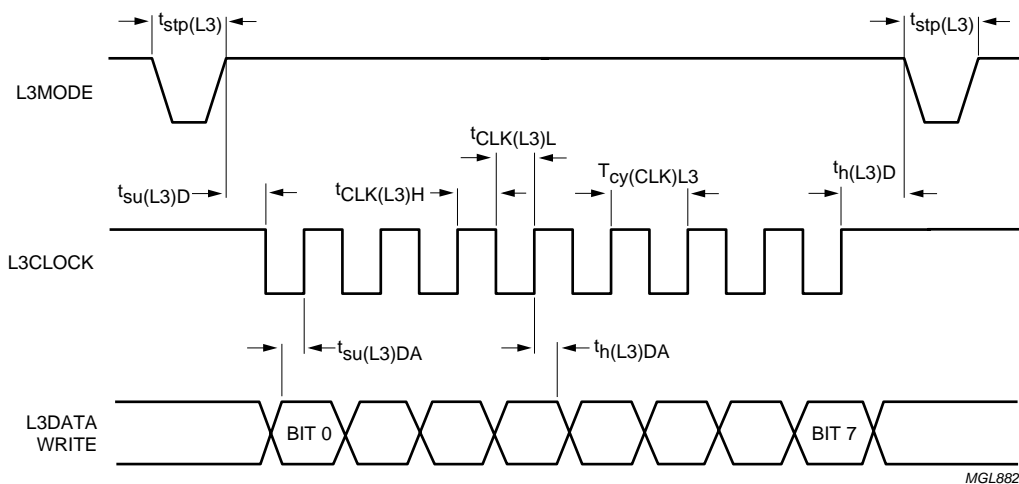 tstp(L3)
tstp(L3)
L3MODE
tCLK(L3)L
tsu(L3)D
tCLK(L3)H
Tcy(CLK)L3
th(L3)D
L3CLOCK
tsu(L3)DA
th(L3)DA
L3DATA
WRITE
BIT 0
BIT 7
MGL882